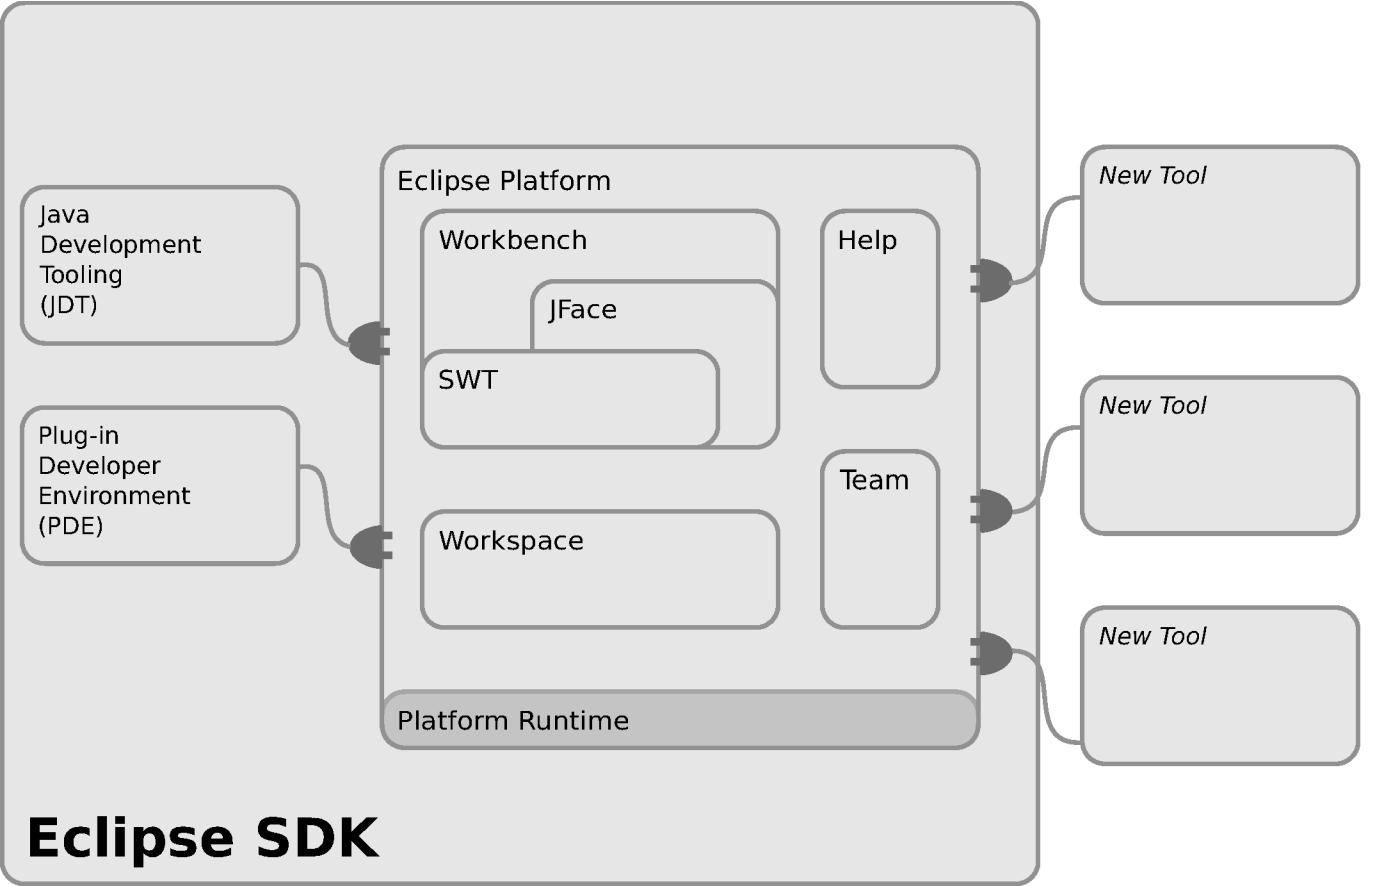 Java
Development
Tooling
(JDT)
Plug-in
Developer
Environment
(PDE)
Eclipse Platform
Workbench
JFace
SWT
Workspace
Help
Team
Platform Runtime
New Tool
New Tool
New Tool
Eclipse SDK